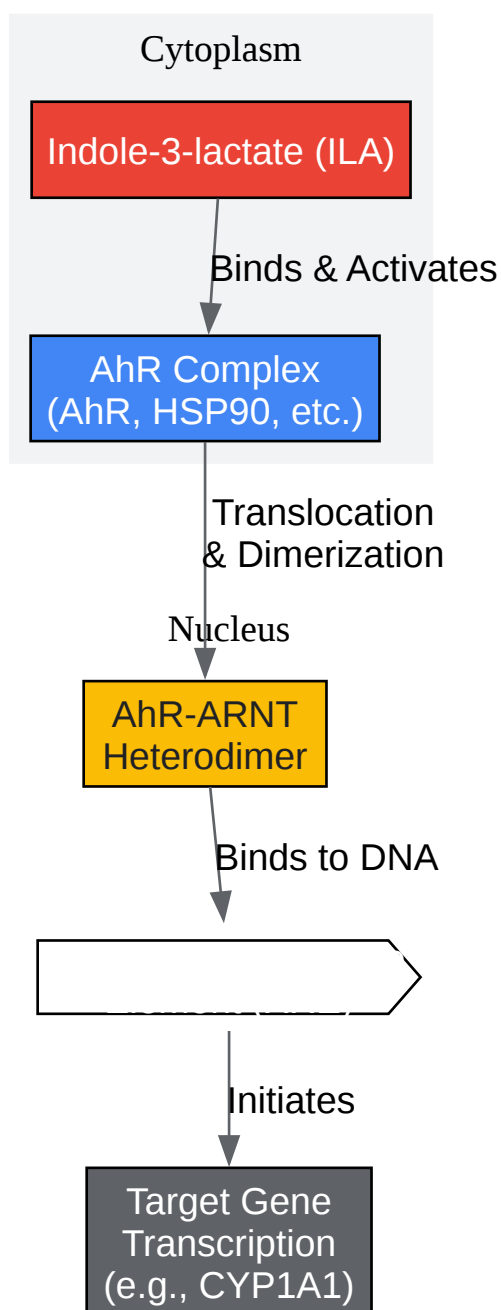 Cytoplasm
Indole-3-lactate (ILA)
Binds & Activates
AhR Complex
(AhR, HSP90, etc.)
Translocation
& Dimerization
Nucleus
AhR-ARNT
Heterodimer
Binds to DNA
Initiates
Target Gene
Transcription
(e.g., CYP1A1)